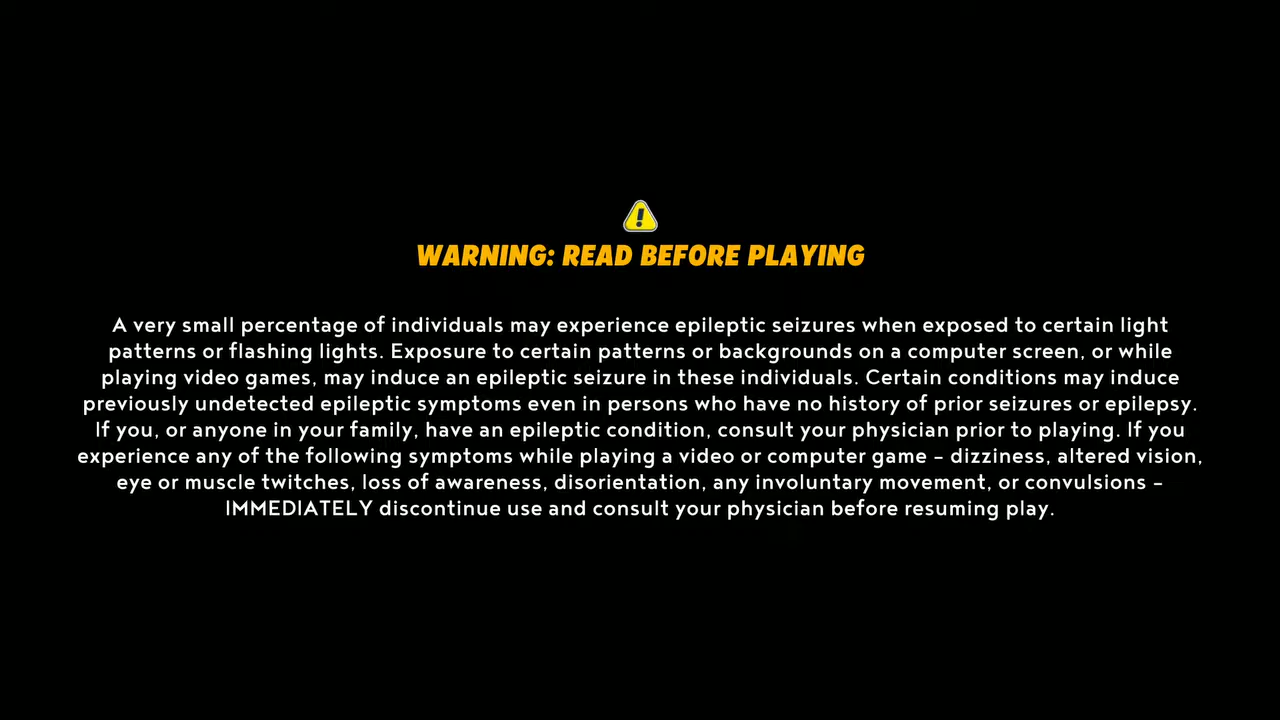 WARNING: READ BEFORE PLAYING
A very small percentage of individuals may experience epileptic seizures when exposed to certain light
patterns or flashing lights. Exposure to certain patterns or backgrounds on a computer screen, or while
playing video games, may induce an epileptic seizure in these individuals. Certain conditions may induce
previously undetected epileptic symptoms even in persons who have no history of prior seizures or epilepsy.
If you, or anyone in your family, have an epileptic condition, consult your physician prior to playing. If you
experience any of the following symptoms while playing a video or computer game – dizziness, altered vision,
eye or muscle twitches, loss of awareness, disorientation, any involuntary movement, or convulsions –
IMMEDIATELY discontinue use and consult your physician before resuming play.